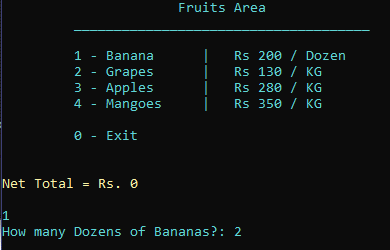 Fruits Area
1 - Banana | Rs 200 / Dozen
2 - Grapes | Rs 130 / KG
3 - Apples | Rs 280 / KG
4 - Mangoes | Rs 350 / KG
0 - Exit
Net Total = Rs. 0
1
How many Dozens of Bananas?: 2